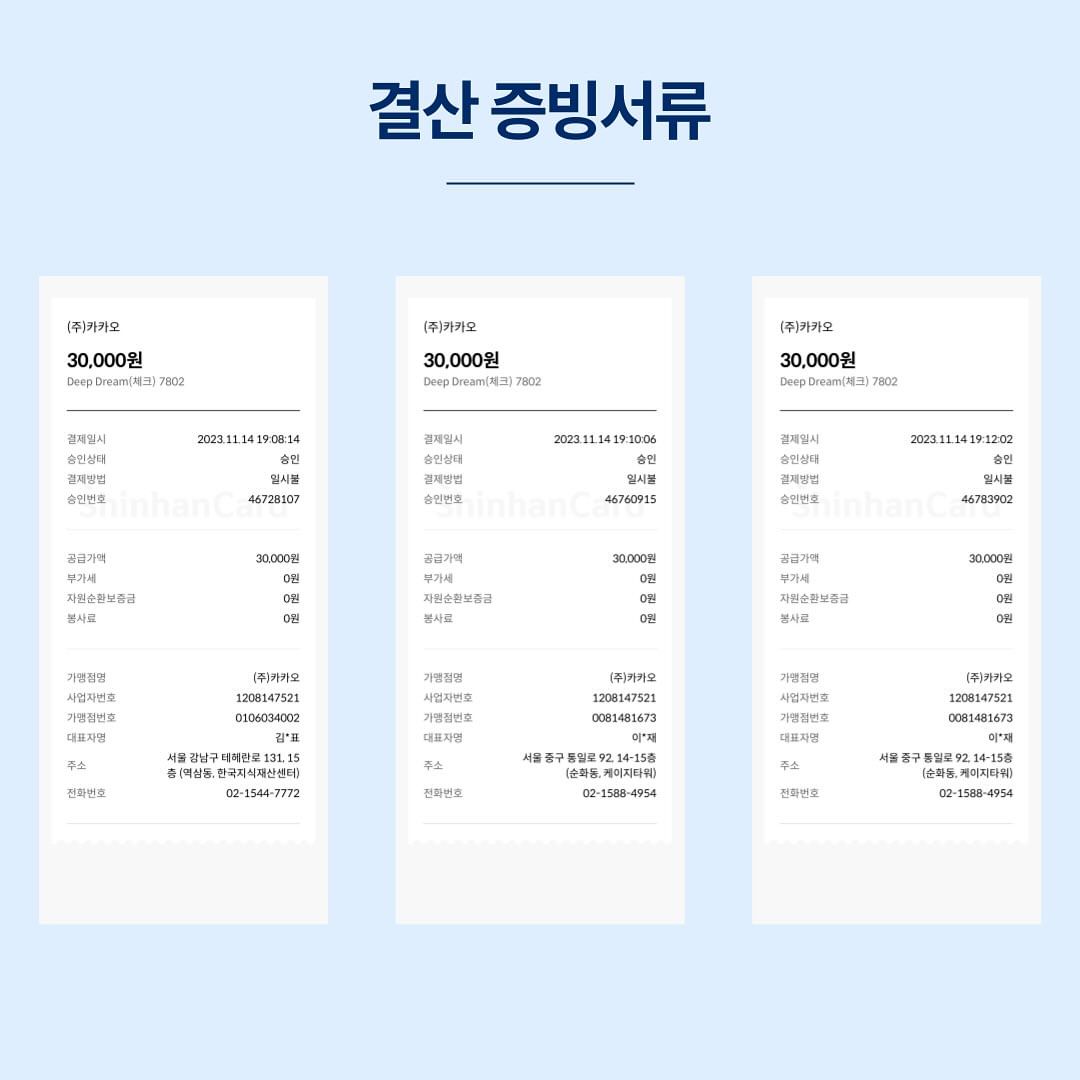 결산 증빙서류
(주)카카오
30,000원
Deep Dream(체크) 7802
결제일시 2023.11.14 19:08:14
승인상태 승인
결제방법 일시불
승인번호 46728107
ShinhanCard
공급가액 30,000원
부가세 0원
자원순환보증금 0원
봉사료 0원
가맹점명 (주)카카오
사업자번호 1208147521
가맹점번호 0106034002
대표자명 김*표
주소 서울 강남구 테헤란로 131, 15
층 (역삼동, 한국지식재산센터)
전화번호 02-1544-7772
(주)카카오
30,000원
Deep Dream(체크) 7802
결제일시 2023.11.14 19:10:06
승인상태 승인
결제방법 일시불
승인번호 46760915
ShinhanCard
공급가액 30,000원
부가세 0원
자원순환보증금 0원
봉사료 0원
가맹점명 (주)카카오
사업자번호 1208147521
가맹점번호 0081481673
대표자명 이*재
주소 서울 중구 통일로 92, 14-15층
(순화동, 케이지타워)
전화번호 02-1588-4954
(주)카카오
30,000원
Deep Dream(체크) 7802
결제일시 2023.11.14 19:12:02
승인상태 승인
결제방법 일시불
승인번호 46783902
ShinhanCard
공급가액 30,000원
부가세 0원
자원순환보증금 0원
봉사료 0원
가맹점명 (주)카카오
사업자번호 1208147521
가맹점번호 0081481673
대표자명 이*재
주소 서울 중구 통일로 92, 14-15층
(순화동, 케이지타워)
전화번호 02-1588-4954